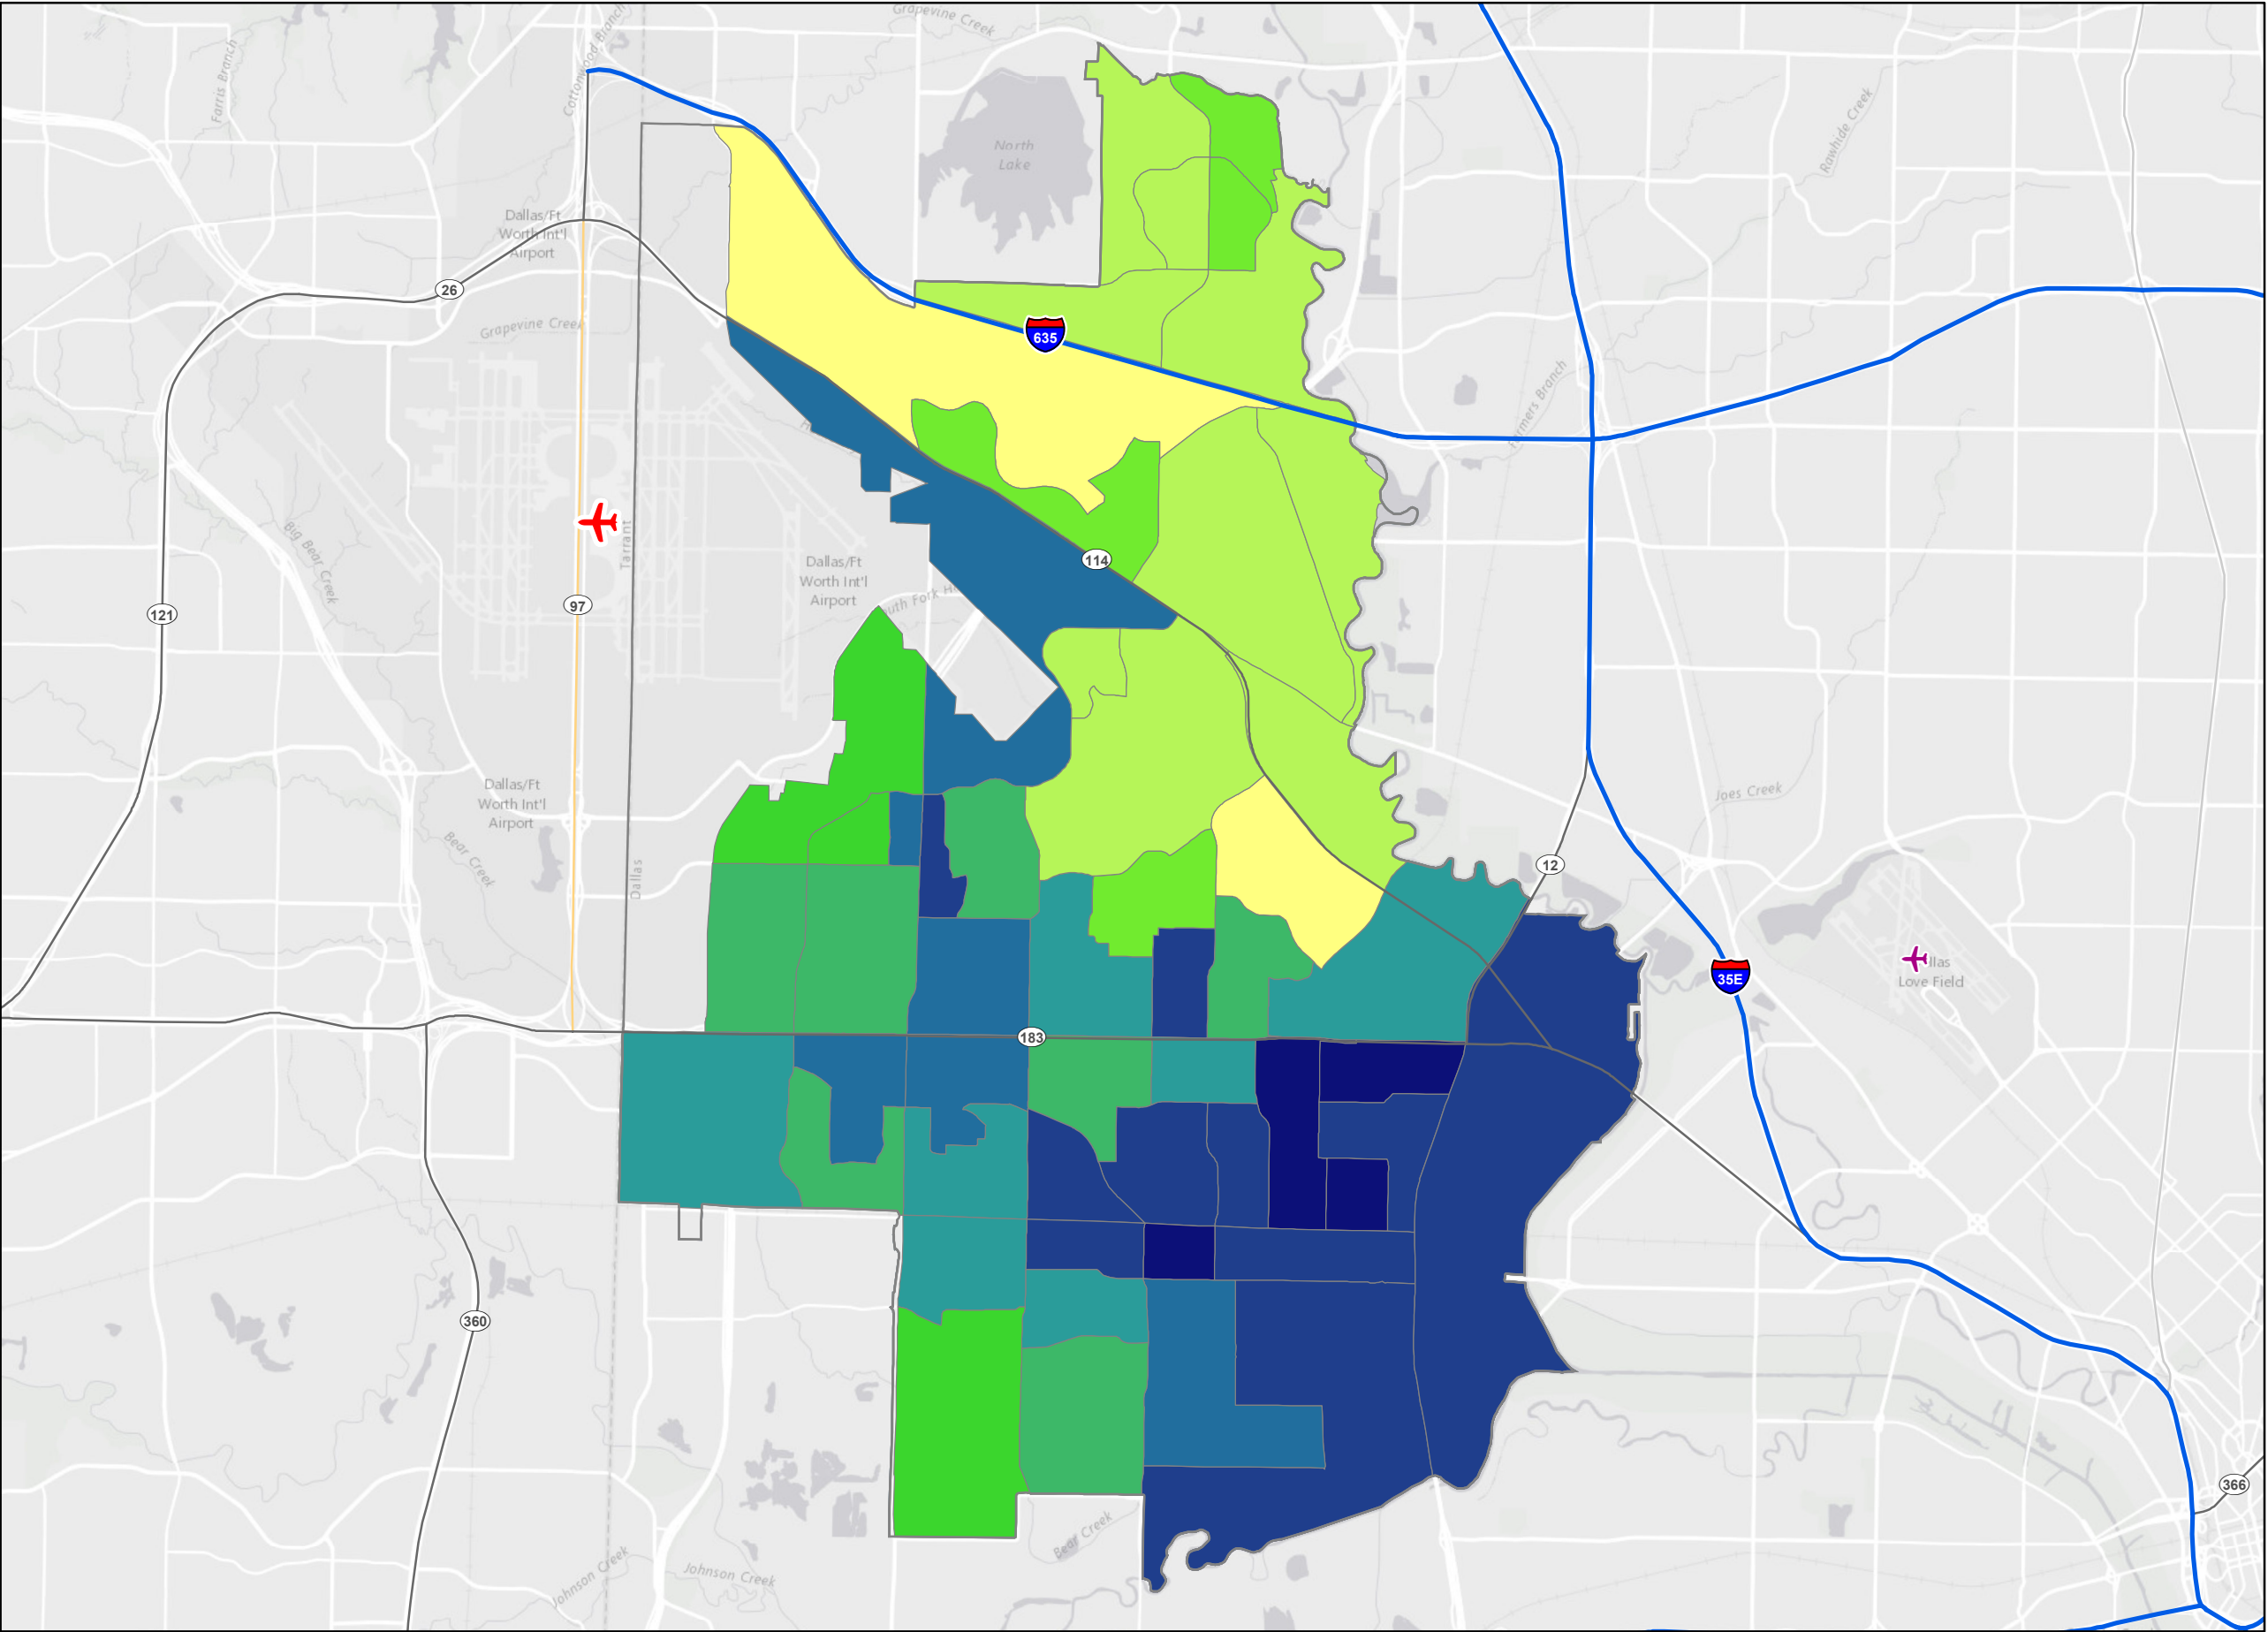 Grapevine Creek
Cottonwood Branch
Farris Branch
North
Lake
Rawhide Creek
Dallas/Ft
Worth Int'l
Airport
26
Grapevine Creek
635
Farmers Branch
Big Bear Creek
Tarrant
114
Dallas/Ft
Worth Int'l
Airport
South Fork
97
121
Dallas/Ft
Worth Int'l
Airport
Joes Creek
Bear Creek
Dallas
12
35E
Love Field
183
360
366
Bear Creek
Johnson Creek
Johnson Creek